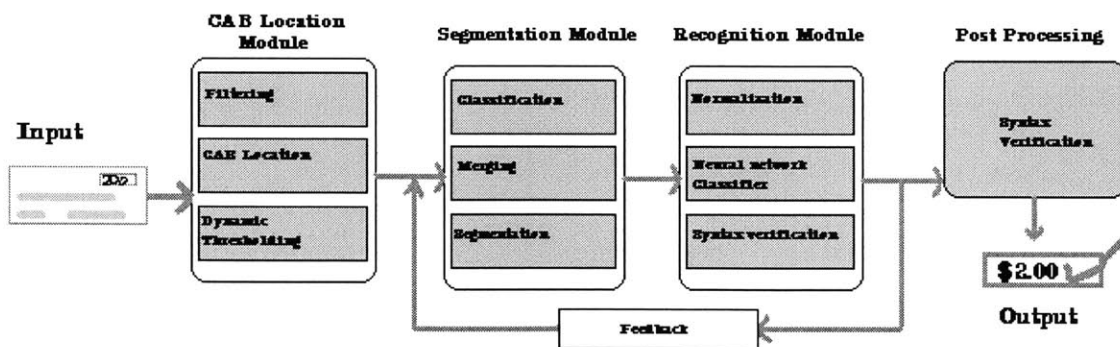 CAB Location
Module
Segmentation Module
Recognition Module
Post Processing
Input
Filtering
CAB Location
Dynamic
Thresholding
Classification
Merging
Segmentation
Normalization
Neural network
Classifier
Syntax verification
Syntax
Verification
$2.00
Output
Feedback